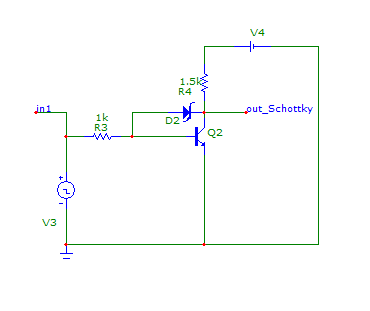 V4
1.5k
R4
in1
out_Schottky
1k
R3
D2
Q2
V3